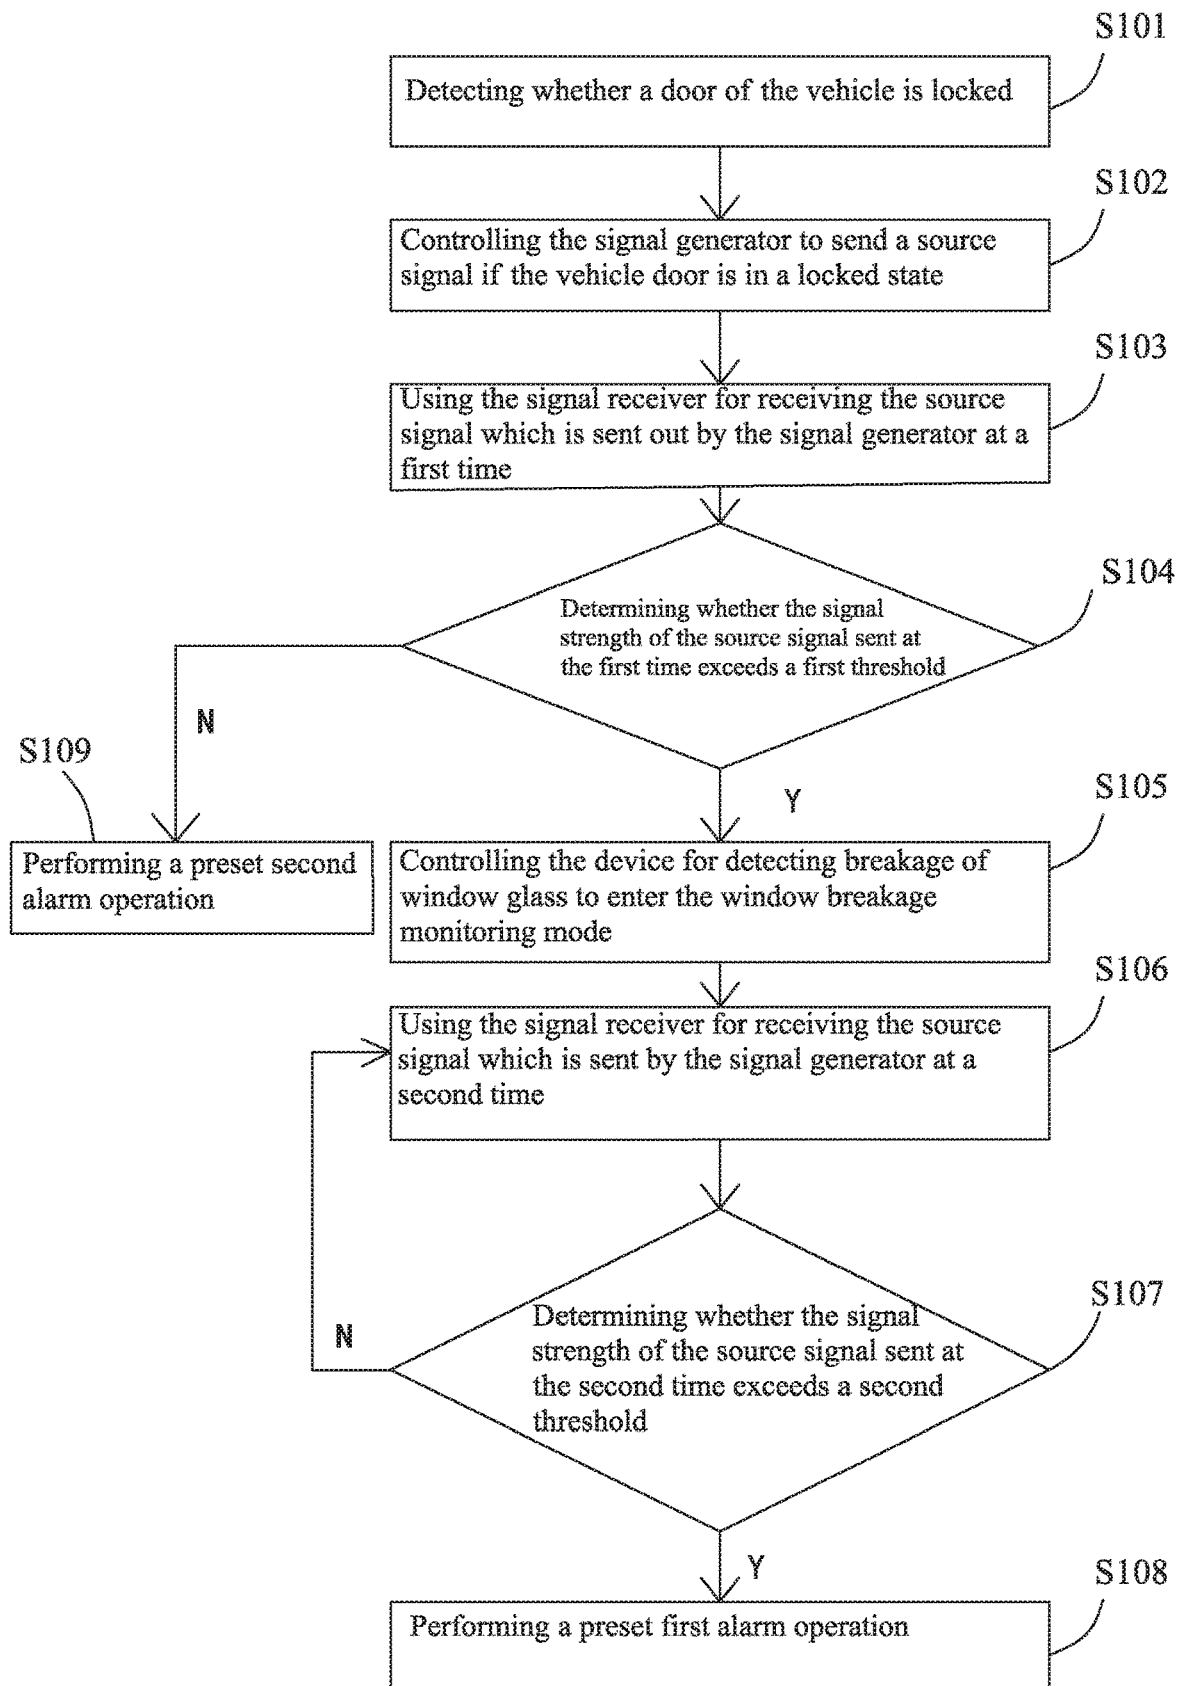 S101
Detecting whether a door of the vehicle is locked
S102
Controlling the signal generator to send a source
signal if the vehicle door is in a locked state
S103
Using the signal receiver for receiving the source
signal which is sent out by the signal generator at a
first time
S104
Determining whether the signal
strength of the source signal sent at
the first time exceeds a first threshold
N
S109
Performing a preset second
alarm operation
Y
S105
Controlling the device for detecting breakage of
window glass to enter the window breakage
monitoring mode
S106
Using the signal receiver for receiving the source
signal which is sent by the signal generator at a
second time
S107
Determining whether the signal
strength of the source signal sent at
the second time exceeds a second
threshold
N
Y
S108
Performing a preset first alarm operation